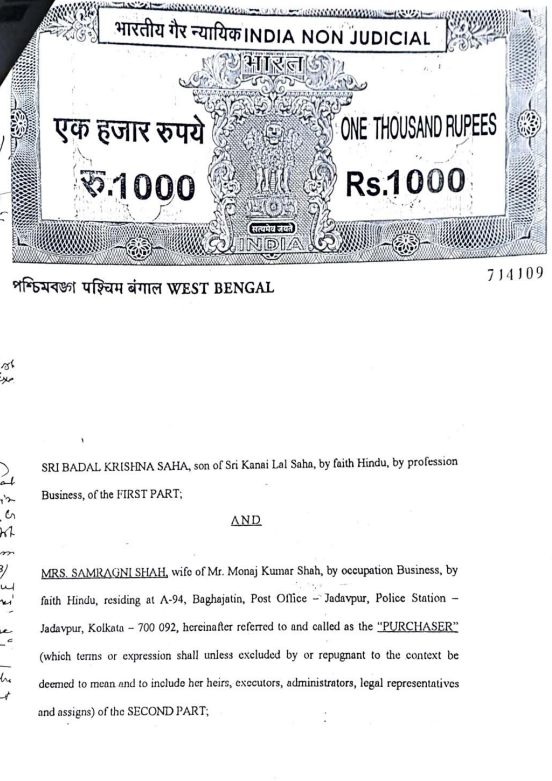 भारतीय गैर न्यायिक INDIA NON JUDICIAL
भारत
एक हजार रुपये
ONE THOUSAND RUPEES
रु.1000
Rs.1000
सत्यमेव जयते
INDIA
পশ্চিমবঙ্গ पश्चिम बंगाल WEST BENGAL
714109
SRI BADAL KRISHNA SAHA, son of Sri Kanai Lal Saha, by faith Hindu, by profession
Business, of the FIRST PART;
AND
MRS. SAMRAGNI SHAH, wife of Mr. Monaj Kumar Shah, by occupation Business, by
faith Hindu, residing at A-94, Baghajatin, Post Office – Jadavpur, Police Station –
Jadavpur, Kolkata – 700 092, hereinafter referred to and called as the "PURCHASER"
(which terms or expression shall unless excluded by or repugnant to the context be
deemed to mean and to include her heirs, executors, administrators, legal representatives
and assigns) of the SECOND PART;